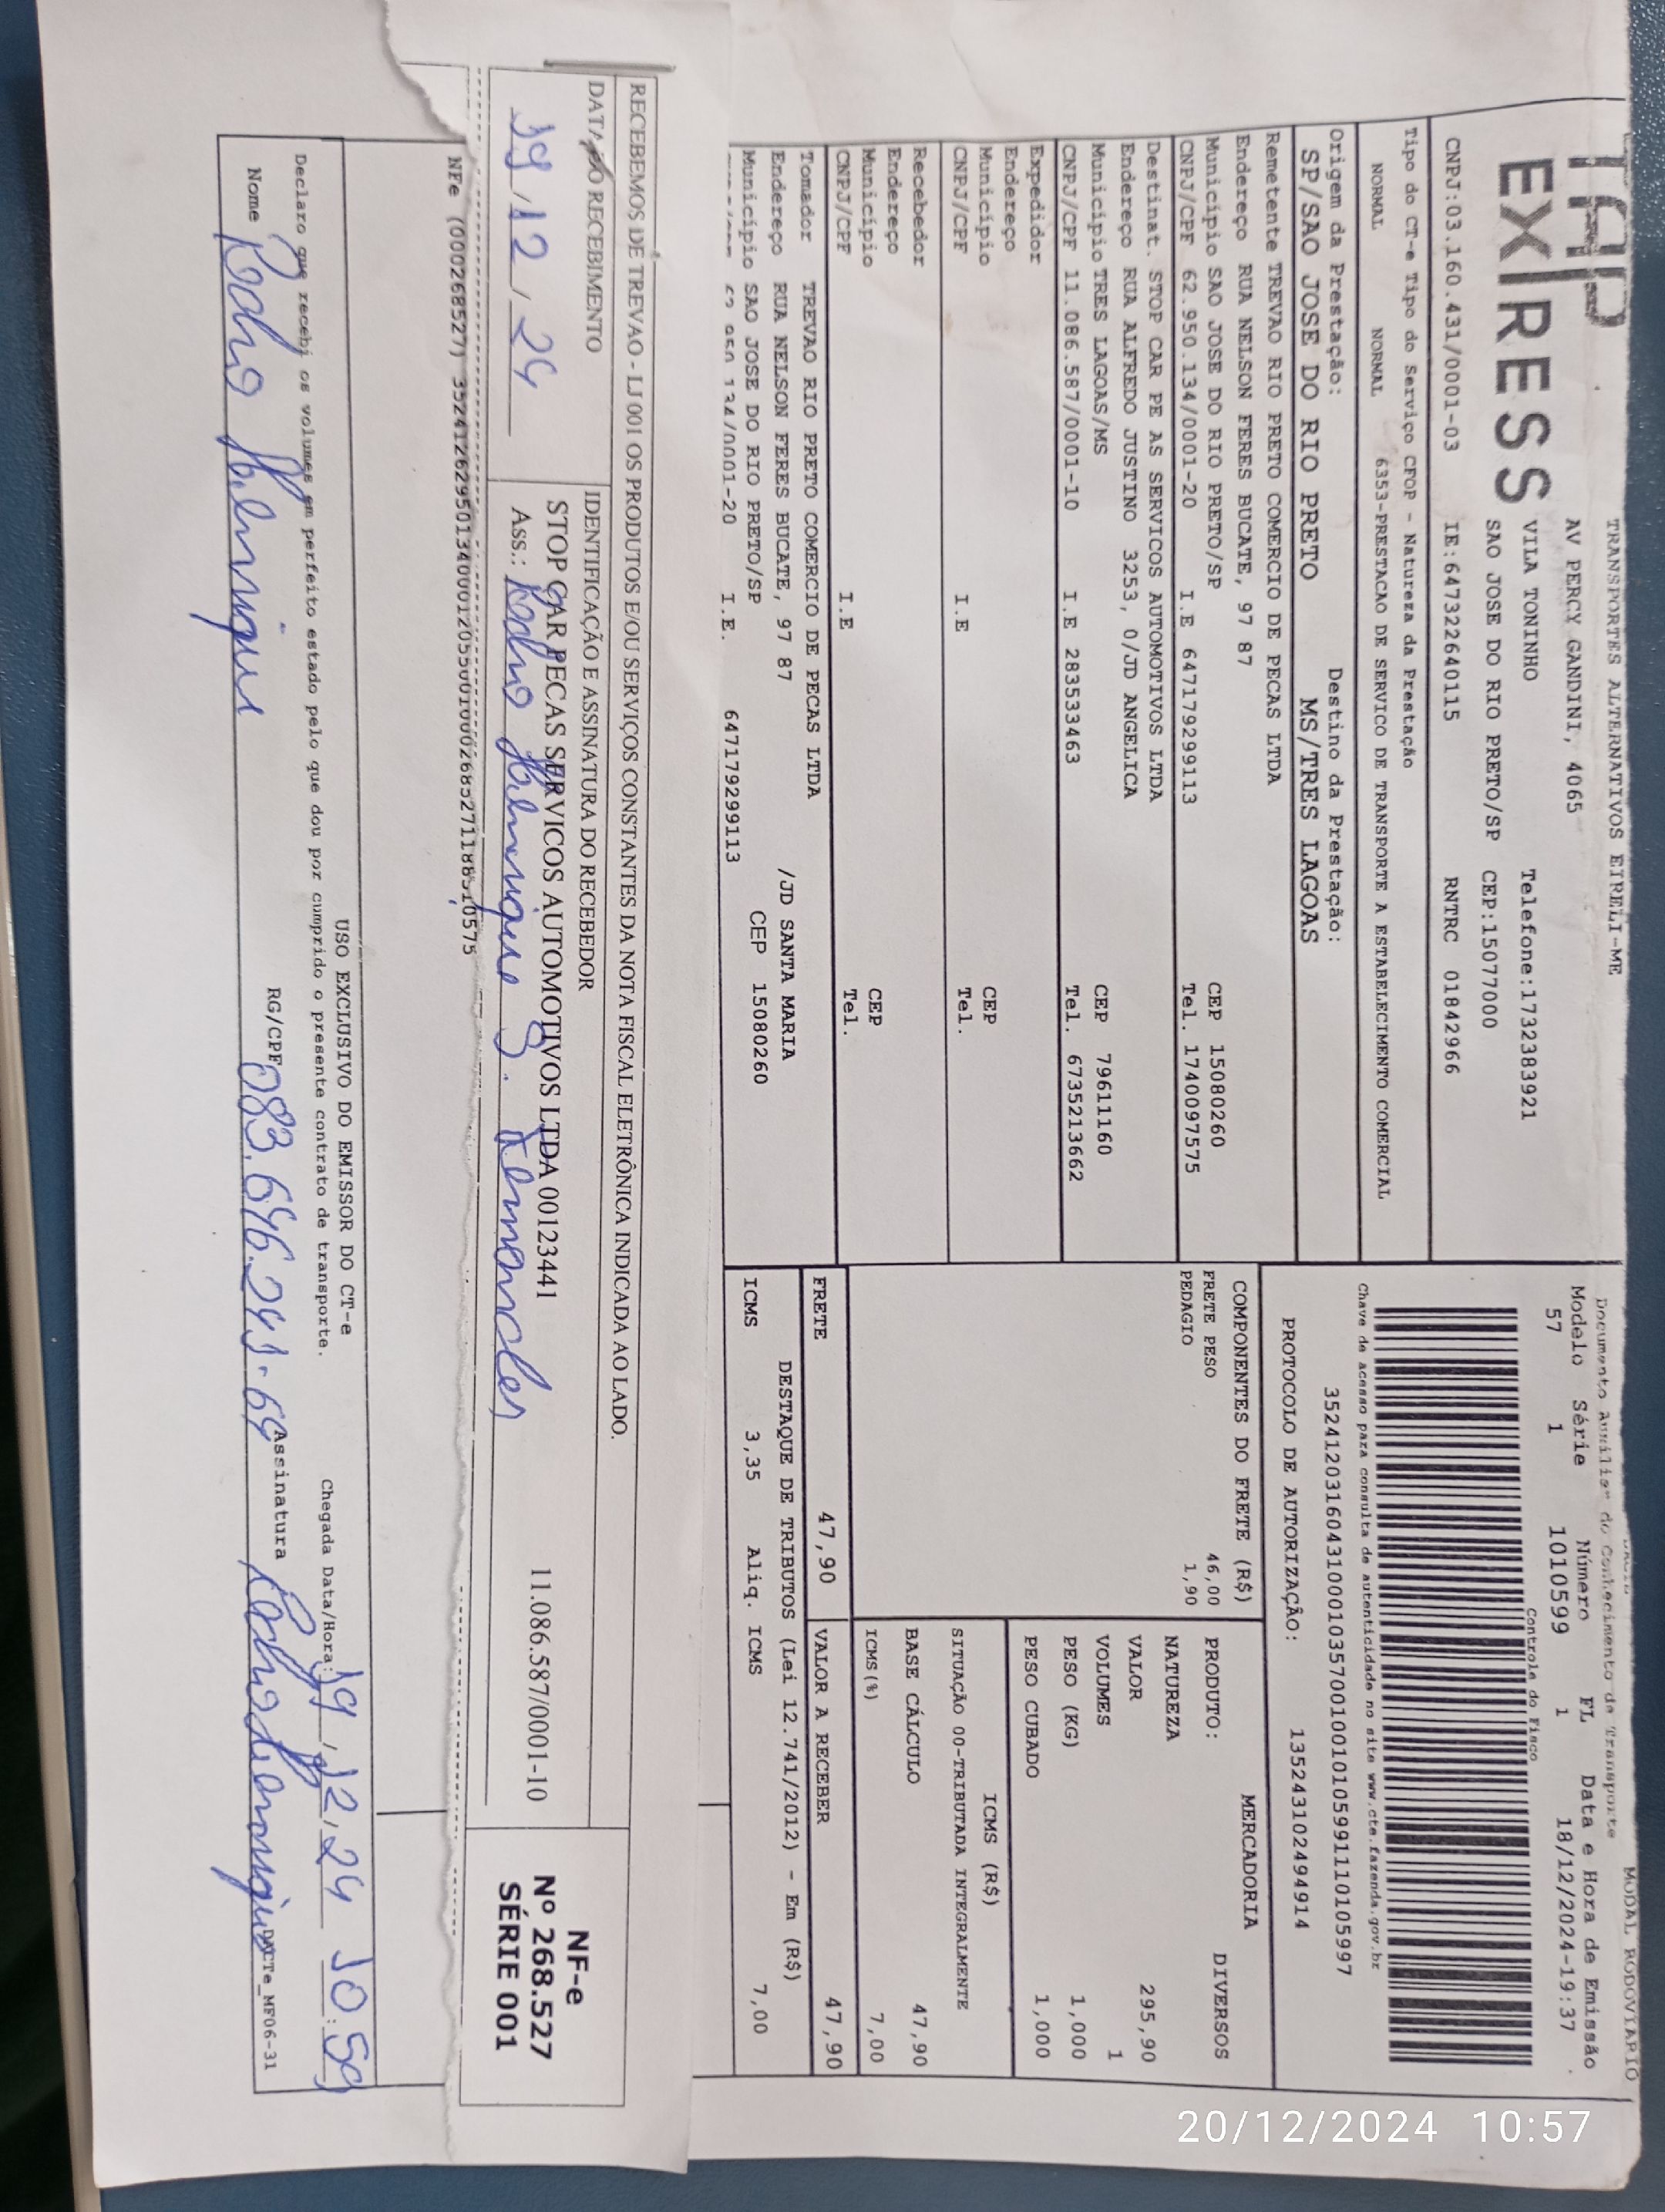 TAP
EXPRESS
TRANSPORTES ALTERNATIVOS EIRELI-ME
AV PERCY GANDINI, 4065
VILA TONINHO Telefone:1732383921
SAO JOSE DO RIO PRETO/SP CEP:15077000
CNPJ:03.160.431/0001-03 IE:647322640115 RNTRC 01842966
MODAL RODOVIARIO
Documento Auxiliar do Conhecimento de Transporte
Modelo Série Número FL Data e Hora de Emissão
57 1 1010599 1 18/12/2024-19:37
Controle do Fisco
Tipo do CT-e Tipo do Serviço CFOP - Natureza da Prestação
NORMAL NORMAL 6353-PRESTACAO DE SERVICO DE TRANSPORTE A ESTABELECIMENTO COMERCIAL
Chave de acesso para consulta de autenticidade no site www.cte.fazenda.gov.br
35241203160431000103570010010105991110105997
Origem da Prestação: Destino da Prestação:
SP/SAO JOSE DO RIO PRETO MS/TRES LAGOAS
PROTOCOLO DE AUTORIZAÇÃO: 135243102494914
Remetente TREVAO RIO PRETO COMERCIO DE PECAS LTDA
Endereço RUA NELSON FERES BUCATE, 97 87
Município SAO JOSE DO RIO PRETO/SP CEP 15080260
CNPJ/CPF 62.950.134/0001-20 I.E 647179299113 Tel. 1740097575
Destinat. STOP CAR PE AS SERVICOS AUTOMOTIVOS LTDA
Endereço RUA ALFREDO JUSTINO 3253, 0/JD ANGELICA
Município TRES LAGOAS/MS CEP 79611160
CNPJ/CPF 11.086.587/0001-10 I.E 283533463 Tel. 6735213662
Expedidor
Endereço
Município CEP
CNPJ/CPF I.E Tel.
Recebedor
Endereço
Município CEP
CNPJ/CPF I.E Tel.
Tomador TREVAO RIO PRETO COMERCIO DE PECAS LTDA
Endereço RUA NELSON FERES BUCATE, 97 87 /JD SANTA MARIA
Município SAO JOSE DO RIO PRETO/SP CEP 15080260
62.950.134/0001-20 I.E. 647179299113
COMPONENTES DO FRETE (R$)
FRETE PESO 46,00
PEDAGIO 1,90
MERCADORIA
PRODUTO: DIVERSOS
NATUREZA
VALOR 295,90
VOLUMES 1
PESO (KG) 1,000
PESO CUBADO 1,000
ICMS (R$)
SITUAÇÃO 00-TRIBUTADA INTEGRALMENTE
BASE CÁLCULO 47,90
ICMS(%) 7,00
FRETE 47,90 VALOR A RECEBER 47,90
DESTAQUE DE TRIBUTOS (Lei 12.741/2012) - Em (R$)
ICMS 3,35 Aliq. ICMS 7,00
RECEBEMOS DE TREVAO - LJ 001 OS PRODUTOS E/OU SERVIÇOS CONSTANTES DA NOTA FISCAL ELETRÔNICA INDICADA AO LADO.
DATA DO RECEBIMENTO IDENTIFICAÇÃO E ASSINATURA DO RECEBEDOR
19/12/24
STOP CAR PECAS SERVICOS AUTOMOTIVOS LTDA 00123441 11.086.587/0001-10
Ass.: Pedro Henrique S. Fernandes
NF-e
Nº 268.527
SÉRIE 001
NFe (000268527) 35241262950134000120550010002685271188510575
USO EXCLUSIVO DO EMISSOR DO CT-e
Declaro que recebi os volumes em perfeito estado pelo que dou por cumprido o presente contrato de transporte.
Chegada Data/Hora: 19/12/24 10:59
Nome Pedro Henrique RG/CPF 083.696.241-69 Assinatura Pedro Henrique
DACTe_MF06-31
20/12/2024 10:57